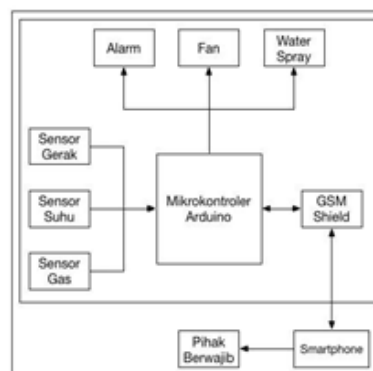 Alarm
Fan
Water
Spray
Sensor
Gerak
Sensor
Suhu
Sensor
Gas
Mikrokontroler
Arduino
GSM
Shield
Pihak
Berwajib
Smartphone